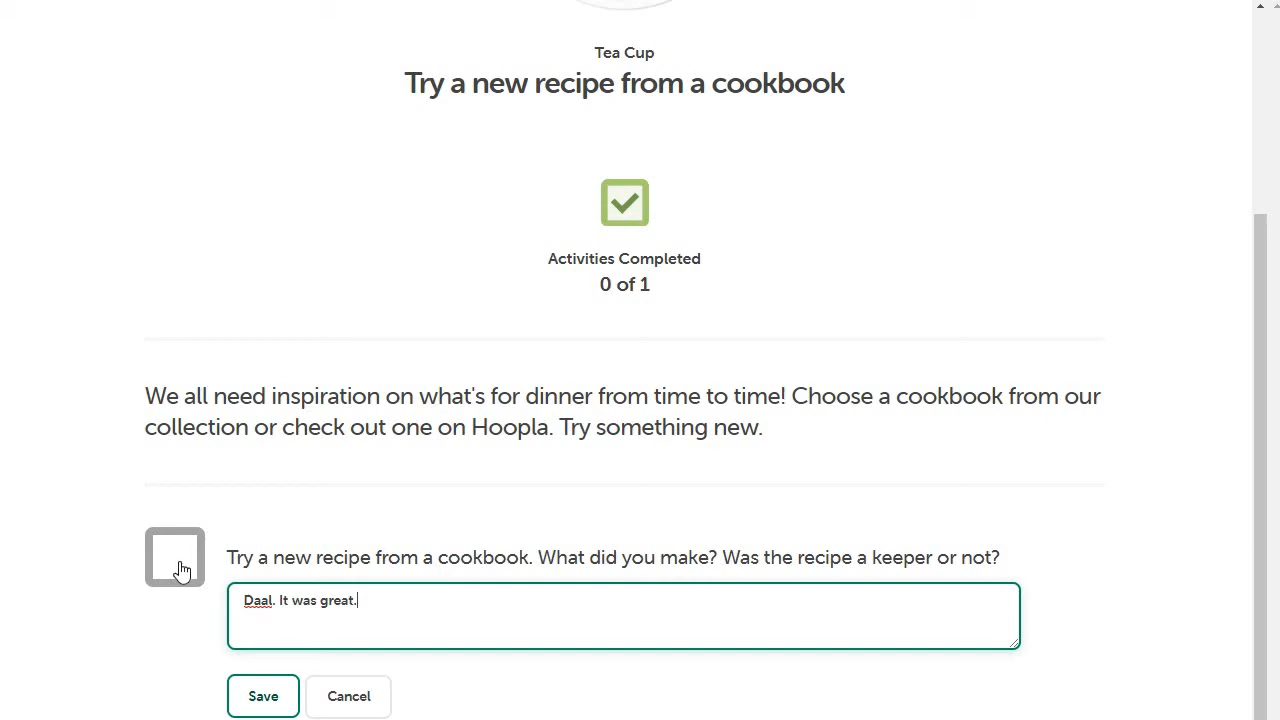 Tea Cup
Try a new recipe from a cookbook
Activities Completed
0 of 1
We all need inspiration on what's for dinner from time to time! Choose a cookbook from our
collection or check out one on Hoopla. Try something new.
Try a new recipe from a cookbook. What did you make? Was the recipe a keeper or not?
Daal. It was great.
Save
Cancel